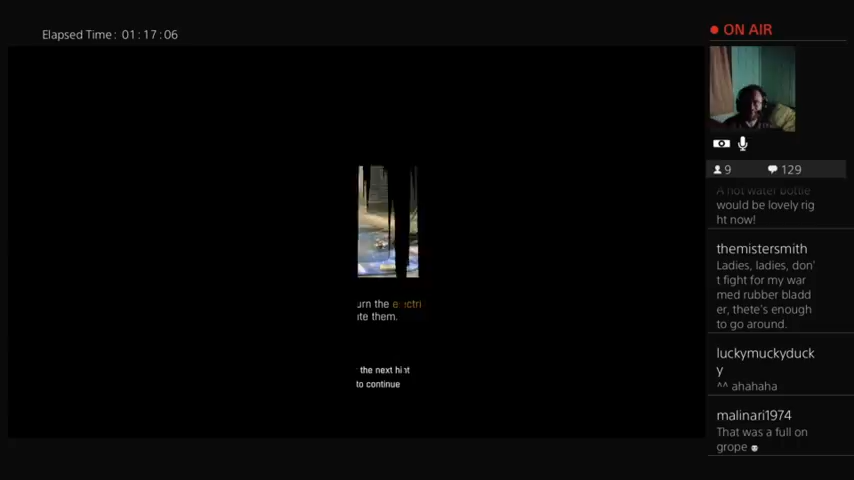 Elapsed Time: 01:17:06
ON AIR
9 129
A hot water bottle
would be lovely rig
ht now!
themistersmith
Ladies, ladies, don'
t fight for my war
med rubber bladd
er, thete's enough
to go around.
luckymuckyduck
y
^^ ahahaha
malinari1974
That was a full on
grope
urn the electri
ate them.
the next hint
to continue